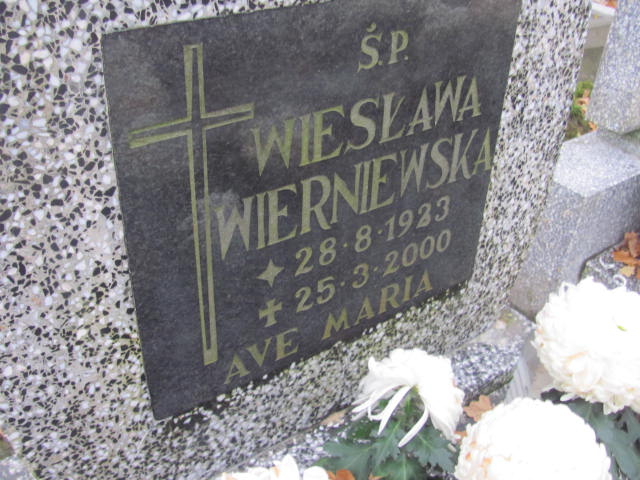 Ś.P.
WIESŁAWA
WIERNIEWSKA
28·8·1923
25·3·2000
AVE MARIA